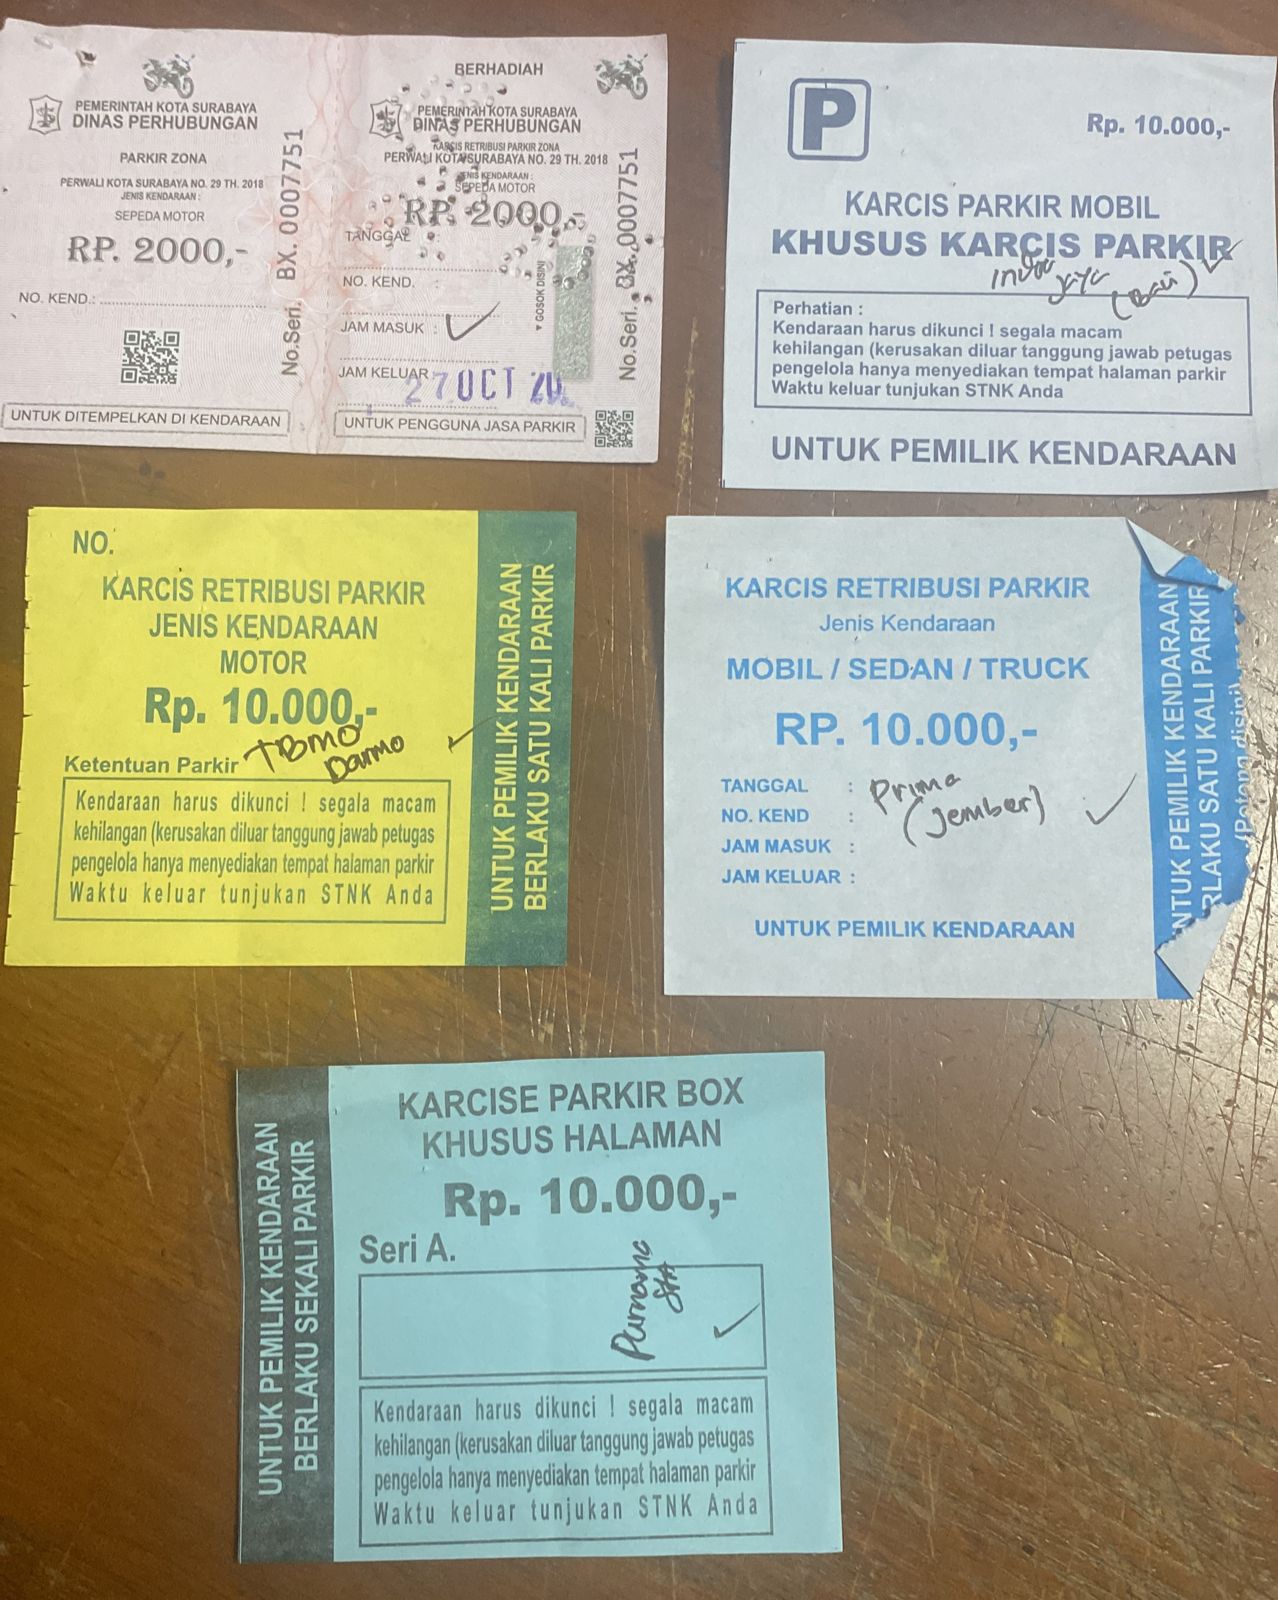 PEMERINTAH KOTA SURABAYA
DINAS PERHUBUNGAN
PARKIR ZONA
PERWALI KOTA SURABAYA NO. 29 TH. 2018
JENIS KENDARAAN :
SEPEDA MOTOR
RP. 2000,-
NO. KEND.:
UNTUK DITEMPELKAN DI KENDARAAN
No.Seri. BX. 0007751
BERHADIAH
PEMERINTAH KOTA SURABAYA
DINAS PERHUBUNGAN
KARCIS RETRIBUSI PARKIR ZONA
PERWALI KOTA SURABAYA NO. 29 TH. 2018
JENIS KENDARAAN :
SEPEDA MOTOR
RP. 2000,-
TANGGAL :
NO. KEND. :
JAM MASUK :
JAM KELUAR
27 OCT
▼ GOSOK DISINI
UNTUK PENGGUNA JASA PARKIR
No.Seri. BX. 0007751
P
Rp. 10.000,-
KARCIS PARKIR MOBIL
KHUSUS KARCIS PARKIR
Jaya
Perhatian :
Kendaraan harus dikunci ! segala macam
kehilangan (kerusakan diluar tanggung jawab petugas
pengelola hanya menyediakan tempat halaman parkir
Waktu keluar tunjukan STNK Anda
UNTUK PEMILIK KENDARAAN
NO.
KARCIS RETRIBUSI PARKIR
JENIS KENDARAAN
MOTOR
Rp. 10.000,-
Ketentuan Parkir TBMO
Darmo
Kendaraan harus dikunci ! segala macam
kehilangan (kerusakan diluar tanggung jawab petugas
pengelola hanya menyediakan tempat halaman parkir
Waktu keluar tunjukan STNK Anda
UNTUK PEMILIK KENDARAAN
BERLAKU SATU KALI PARKIR
KARCIS RETRIBUSI PARKIR
Jenis Kendaraan
MOBIL / SEDAN / TRUCK
RP. 10.000,-
TANGGAL : Prima
NO. KEND : (Jember)
JAM MASUK :
JAM KELUAR :
UNTUK PEMILIK KENDARAAN
UNTUK PEMILIK KENDARAAN
BERLAKU SATU KALI PARKIR
(Potong disini
KARCISE PARKIR BOX
KHUSUS HALAMAN
Rp. 10.000,-
Seri A.
Purnama
Kendaraan harus dikunci ! segala macam
kehilangan (kerusakan diluar tanggung jawab petugas
pengelola hanya menyediakan tempat halaman parkir
Waktu keluar tunjukan STNK Anda
UNTUK PEMILIK KENDARAAN
BERLAKU SEKALI PARKIR